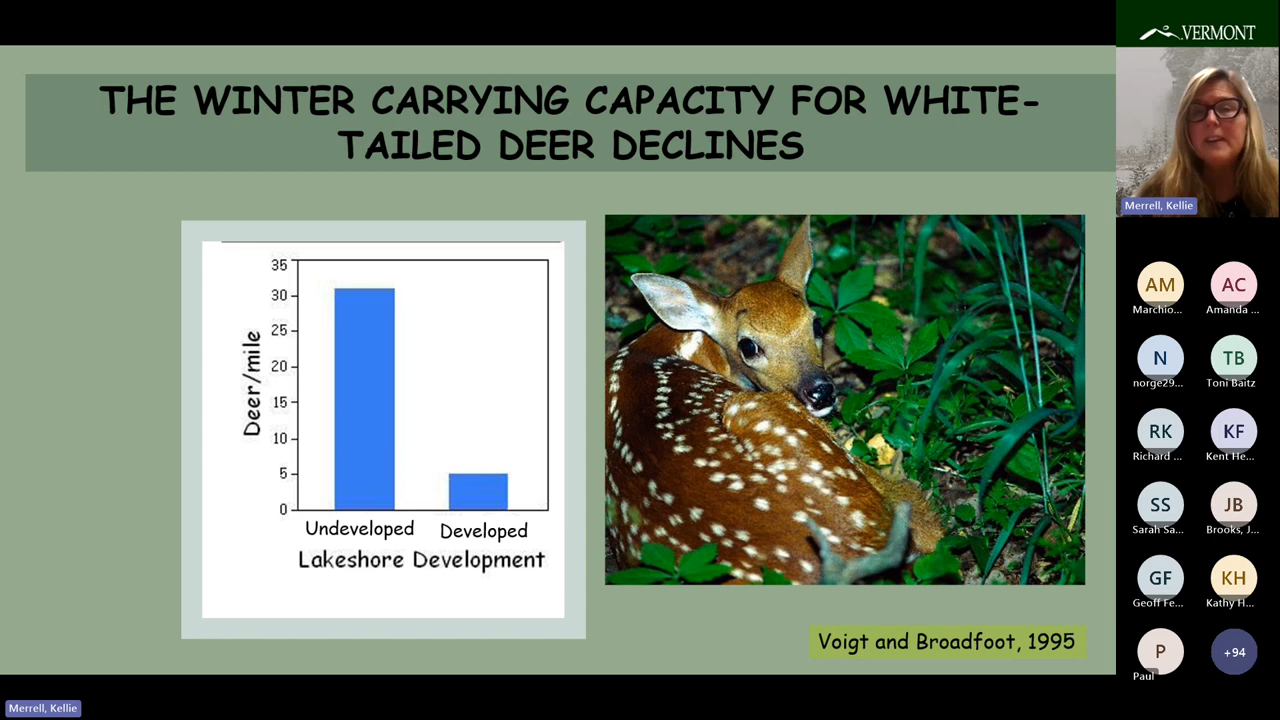 THE WINTER CARRYING CAPACITY FOR WHITE-
TAILED DEER DECLINES
35
30
25
20
15
10
5
0
Deer/mile
Undeveloped Developed
Lakeshore Development
Voigt and Broadfoot, 1995
VERMONT
Merrell, Kellie
AM AC
Marchio... Amanda ...
N TB
norge29... Toni Baitz
RK KF
Richard ... Kent He...
SS JB
Sarah Sa... Brooks, J...
GF KH
Geoff Fe... Kathy H...
P +94
Paul
Merrell, Kellie